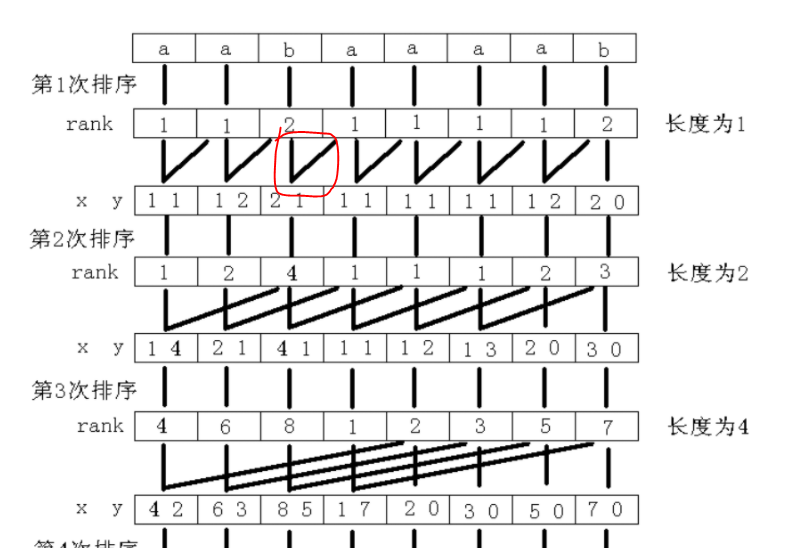 a a b a a a a b
第1次排序
rank 1 1 2 1 1 1 1 2 长度为1
x y 1 1 1 2 2 1 1 1 1 1 1 1 1 2 2 0
第2次排序
rank 1 2 4 1 1 1 2 3 长度为2
x y 1 4 2 1 4 1 1 1 1 2 1 3 2 0 3 0
第3次排序
rank 4 6 8 1 2 3 5 7 长度为4
x y 4 2 6 3 8 5 1 7 2 0 3 0 5 0 7 0
第4次排序